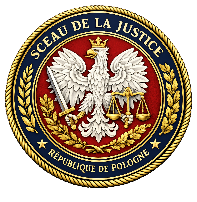 SCEAU DE LA JUSTICE
RÉPUBLIQUE DE POLOGNE